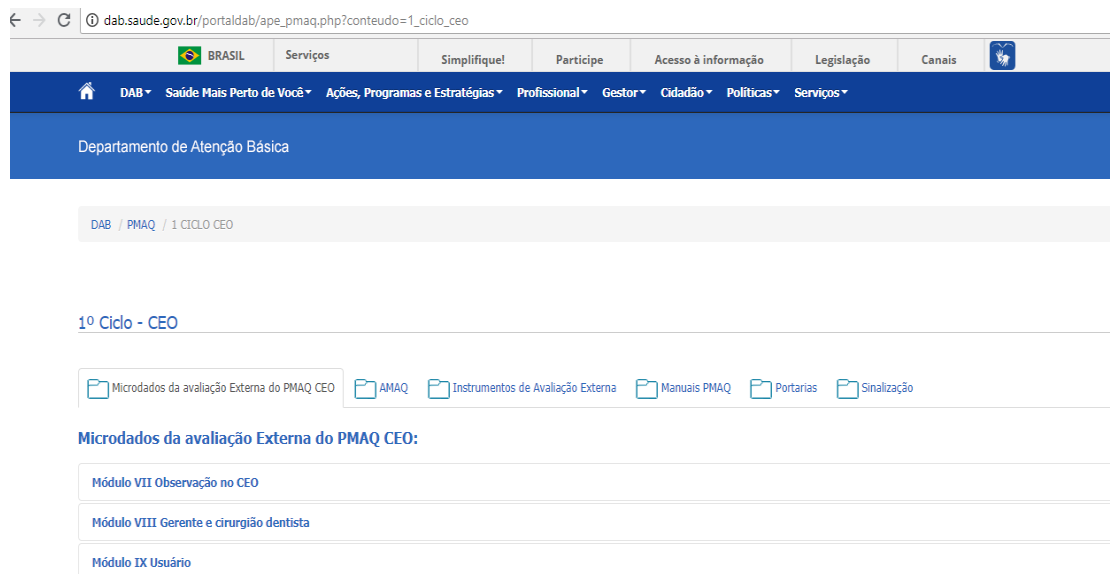 dab.saude.gov.br/portaldab/ape_pmaq.php?conteudo=1_ciclo_ceo
BRASIL Serviços Simplifique! Participe Acesso à informação Legislação Canais
DAB Saúde Mais Perto de Você Ações, Programas e Estratégias Profissional Gestor Cidadão Políticas Serviços
Departamento de Atenção Básica
DAB / PMAQ / 1 CICLO CEO
1º Ciclo - CEO
Microdados da avaliação Externa do PMAQ CEO AMAQ Instrumentos de Avaliação Externa Manuais PMAQ Portarias Sinalização
Microdados da avaliação Externa do PMAQ CEO:
Módulo VII Observação no CEO
Módulo VIII Gerente e cirurgião dentista
Módulo IX Usuário